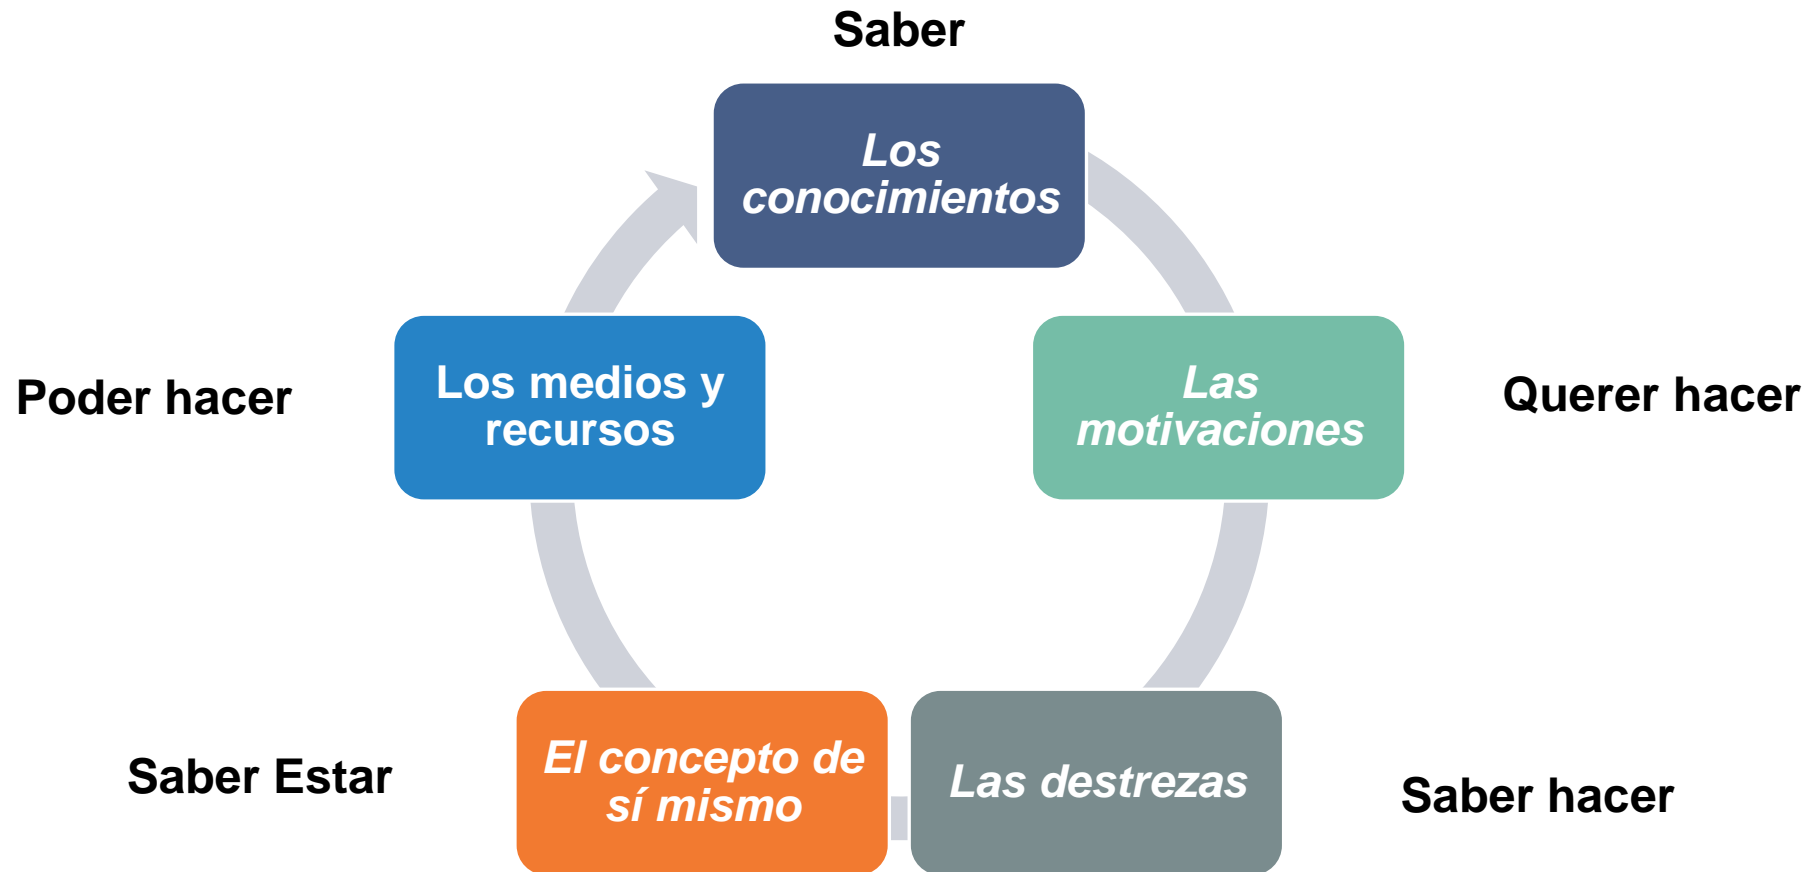 Saber
Los
conocimientos
Poder hacer
Los medios y
recursos
Las
motivaciones
Querer hacer
Saber Estar
El concepto de
sí mismo
Las destrezas
Saber hacer